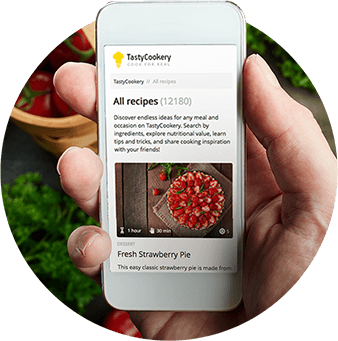 TastyCookery
COOK FOR REAL
TastyCookery // All recipes
All recipes (12180)
Discover endless ideas for any meal and
occasion on TastyCookery. Search by
ingredients, explore nutritional value, learn
tips and tricks, and share cooking inspiration
with your friends!
1 hour 30 min 5
DESSERT
Fresh Strawberry Pie
This easy classic strawberry pie is made from